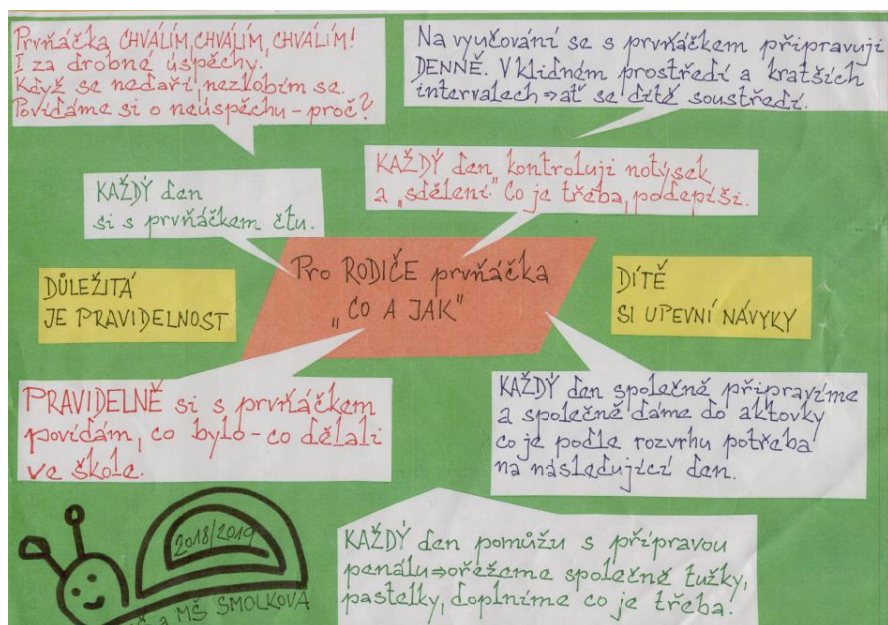 Prvňáčka CHVÁLÍM, CHVÁLÍM, CHVÁLÍM!
I za drobné úspěchy.
Když se nedaří, nezlobím se.
Povídáme si o neúspěchu – proč?
Na vyučování se s prvňáčkem připravuji
DENNĚ. V klidném prostředí a kratších
intervalech ⇒ ať se dítě soustředí.
KAŽDÝ den
si s prvňáčkem čtu.
KAŽDÝ den kontroluji notýsek
a „sdělení." Co je třeba, podepíši.
DŮLEŽITÁ
JE PRAVIDELNOST
Pro RODIČE prvňáčka
„CO A JAK"
DÍTĚ
SI UPEVNÍ NÁVYKY
PRAVIDELNĚ si s prvňáčkem
povídám, co bylo – co dělali
ve škole.
KAŽDÝ den společně připravíme
a společně dáme do aktovky
co je podle rozvrhu potřeba
na následující den.
2018/2019
a MŠ SMOLKOVA
KAŽDÝ den pomůžu s přípravou
penálu ⇒ ořežeme společně tužky,
pastelky, doplníme co je třeba!